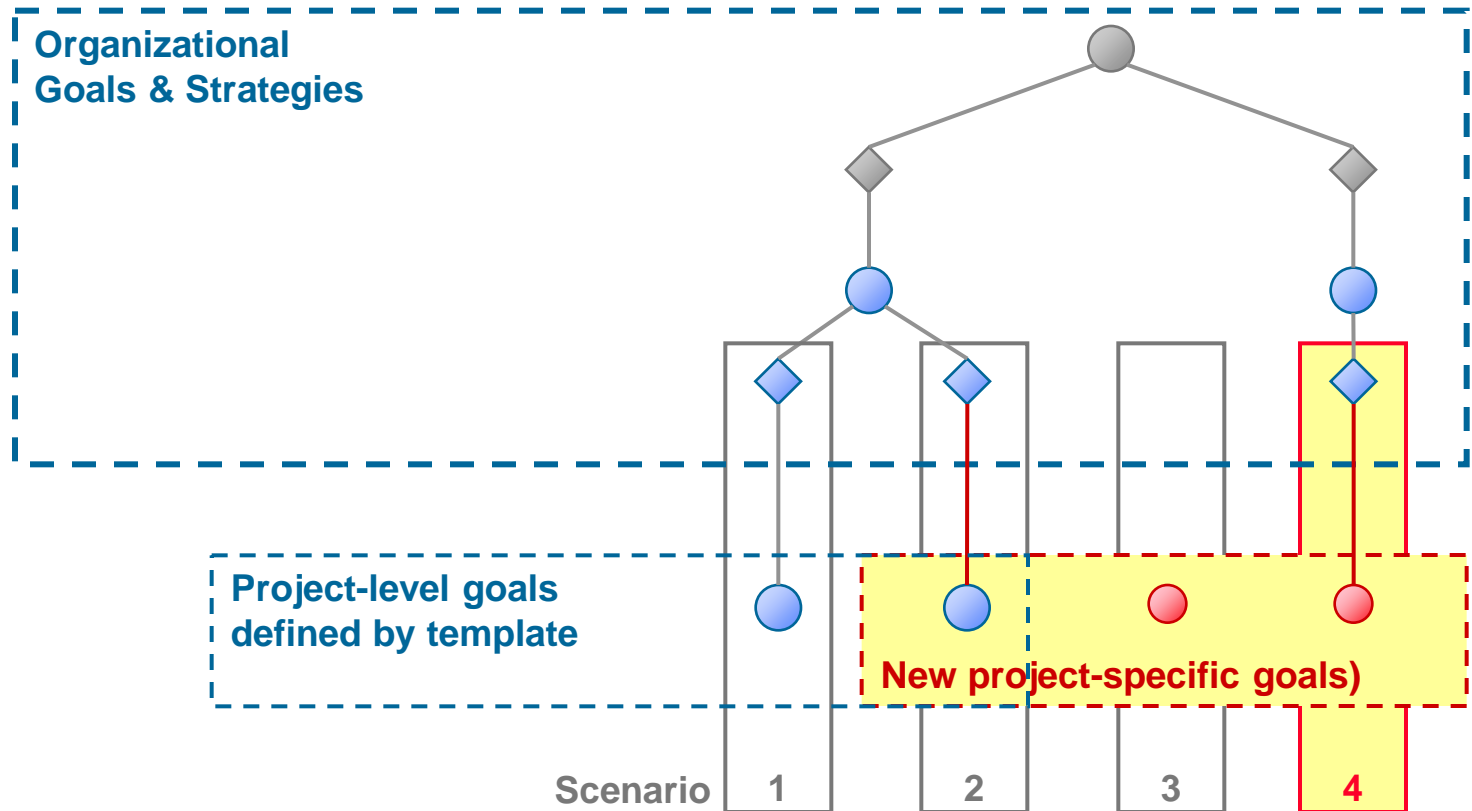 Organizational
Goals & Strategies
Project-level goals
defined by template
New project-specific goals)
Scenario 1 2 3 4